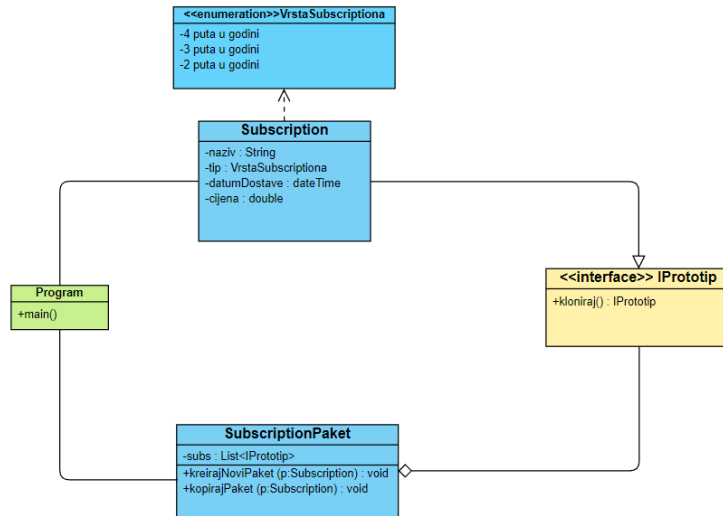 <<enumeration>>VrstaSubscriptiona
-4 puta u godini
-3 puta u godini
-2 puta u godini
Subscription
-naziv : String
-tip : VrstaSubscriptiona
-datumDostave : dateTime
-cijena : double
Program
+main()
<<interface>> IPrototip
+kloniraj() : IPrototip
SubscriptionPaket
-subs : List<IPrototip>
+kreirajNoviPaket (p:Subscription) : void
+kopirajPaket (p:Subscription) : void